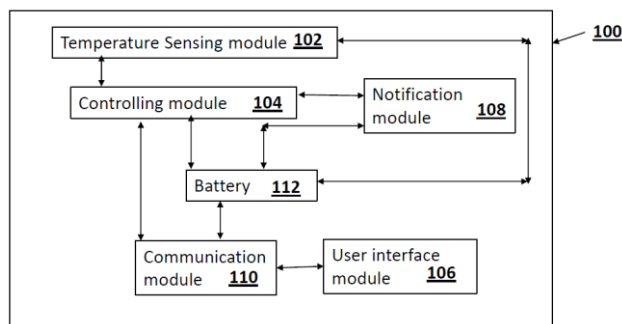 Temperature Sensing module 102
100
Controlling module 104
Notification
module 108
Battery 112
Communication
module 110
User interface
module 106